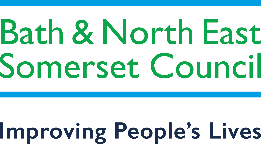 Bath & North East
Somerset Council
Improving People's Lives